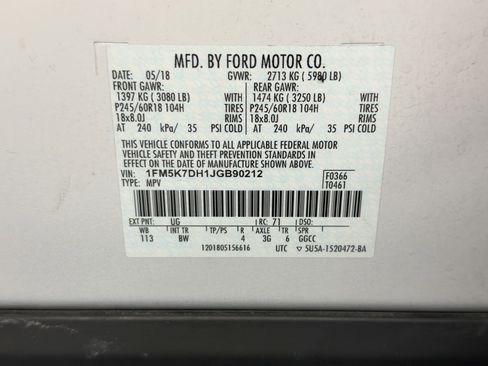 MFD. BY FORD MOTOR CO.
DATE: 05/18 GVWR: 2713 KG ( 5980 LB)
FRONT GAWR: REAR GAWR:
1397 KG ( 3080 LB) WITH 1474 KG ( 3250 LB) WITH
P245/60R18 104H TIRES P245/60R18 104H TIRES
18x8.0J RIMS 18x8.0J RIMS
AT 240 kPa/ 35 PSI COLD AT 240 kPa/ 35 PSI COLD
THIS VEHICLE CONFORMS TO ALL APPLICABLE FEDERAL MOTOR
VEHICLE SAFETY AND THEFT PREVENTION STANDARDS IN
EFFECT ON THE DATE OF MANUFACTURE SHOWN ABOVE.
VIN: 1FM5K7DH1JGB90212 F0366
TYPE: MPV T0461
EXT PNT: UG RC: 71 DSO:
WB BRK INT TR TP/PS R AXLE TR SPR
113 BW 4 3G 6 GGCC
1201805156616 UTC ▽ 5U5A-1520472-BA